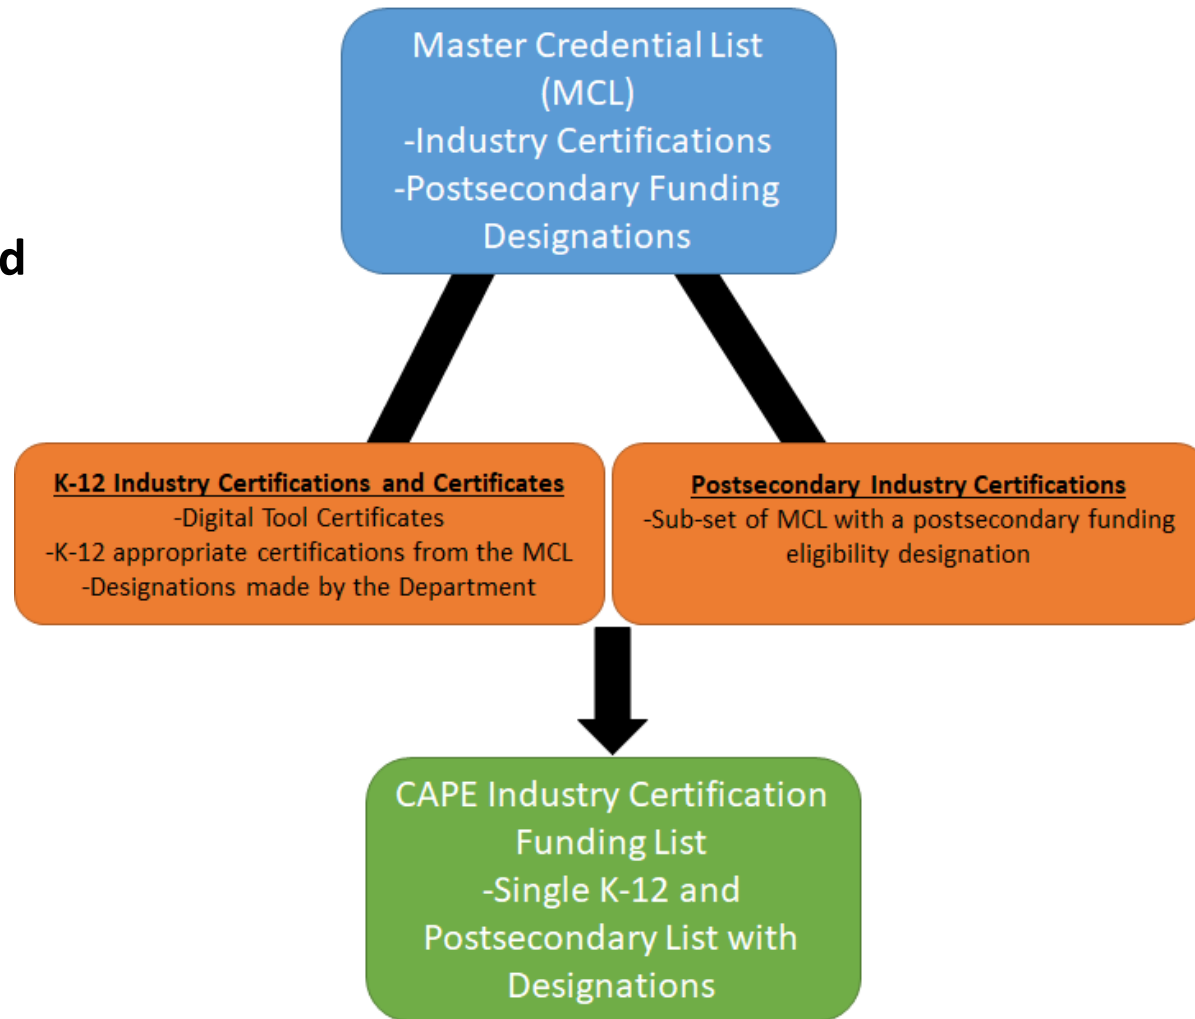 Master Credential List
(MCL)
-Industry Certifications
-Postsecondary Funding
Designations
d
K-12 Industry Certifications and Certificates
-Digital Tool Certificates
-K-12 appropriate certifications from the MCL
-Designations made by the Department
Postsecondary Industry Certifications
-Sub-set of MCL with a postsecondary funding
eligibility designation
CAPE Industry Certification
Funding List
-Single K-12 and
Postsecondary List with
Designations